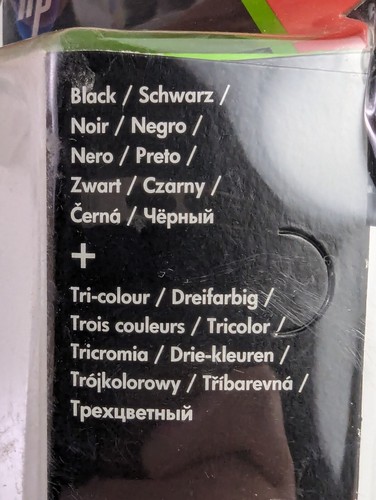 hp
Black / Schwarz /
Noir / Negro /
Nero / Preto /
Zwart / Czarny /
Černá / Чёрный
+
Tri-colour / Dreifarbig /
Trois couleurs / Tricolor /
Tricromia / Drie-kleuren /
Trójkolorowy / Tříbarevná /
Трехцветный